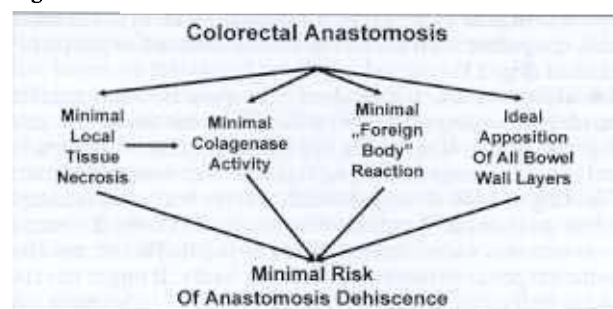 Colorectal Anastomosis
Minimal
Local
Tissue
Necrosis
Minimal
Colagenase
Activity
Minimal
„Foreign
Body"
Reaction
Ideal
Apposition
Of All Bowel
Wall Layers
Minimal Risk
Of Anastomosis Dehiscence